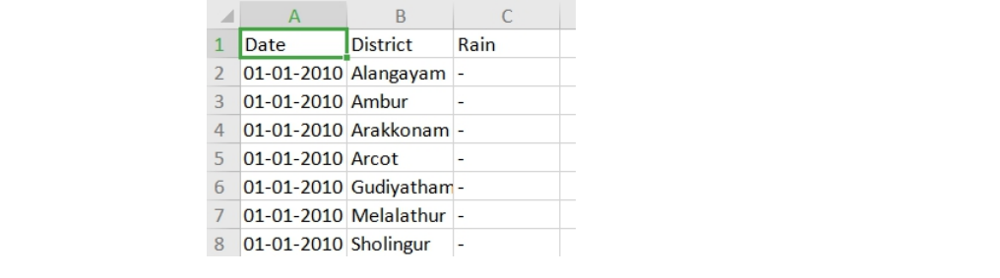 A B C
1 Date District Rain
2 01-01-2010 Alangayam -
3 01-01-2010 Ambur -
4 01-01-2010 Arakkonam -
5 01-01-2010 Arcot -
6 01-01-2010 Gudiyatham -
7 01-01-2010 Melalathur -
8 01-01-2010 Sholingur -